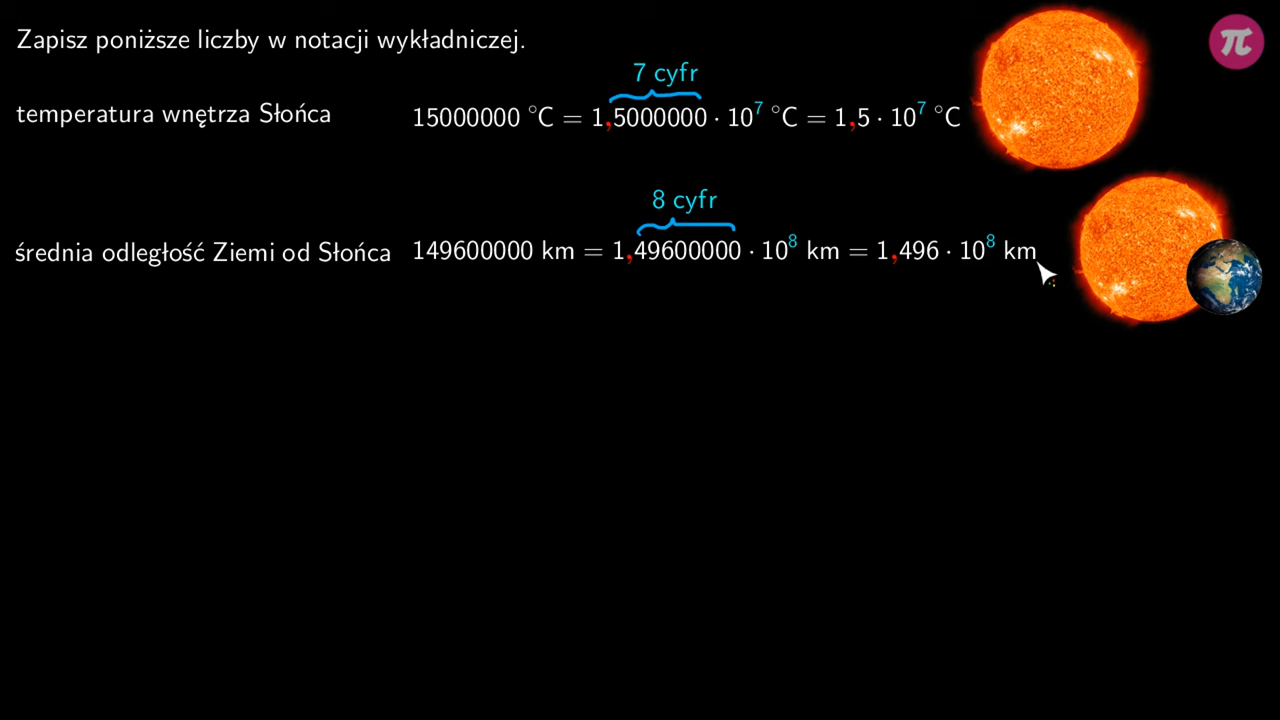 Zapisz poniższe liczby w notacji wykładniczej.
π
7 cyfr
temperatura wnętrza Słońca 15000000 °C = 1,5000000 · 10⁷ °C = 1,5 · 10⁷ °C
8 cyfr
średnia odległość Ziemi od Słońca 149600000 km = 1,49600000 · 10⁸ km = 1,496 · 10⁸ km